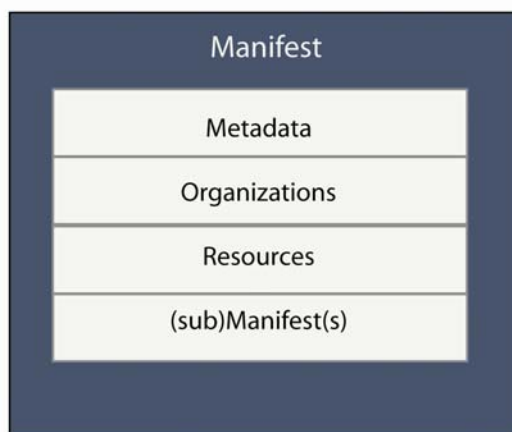 Manifest
Metadata
Organizations
Resources
(sub)Manifest(s)